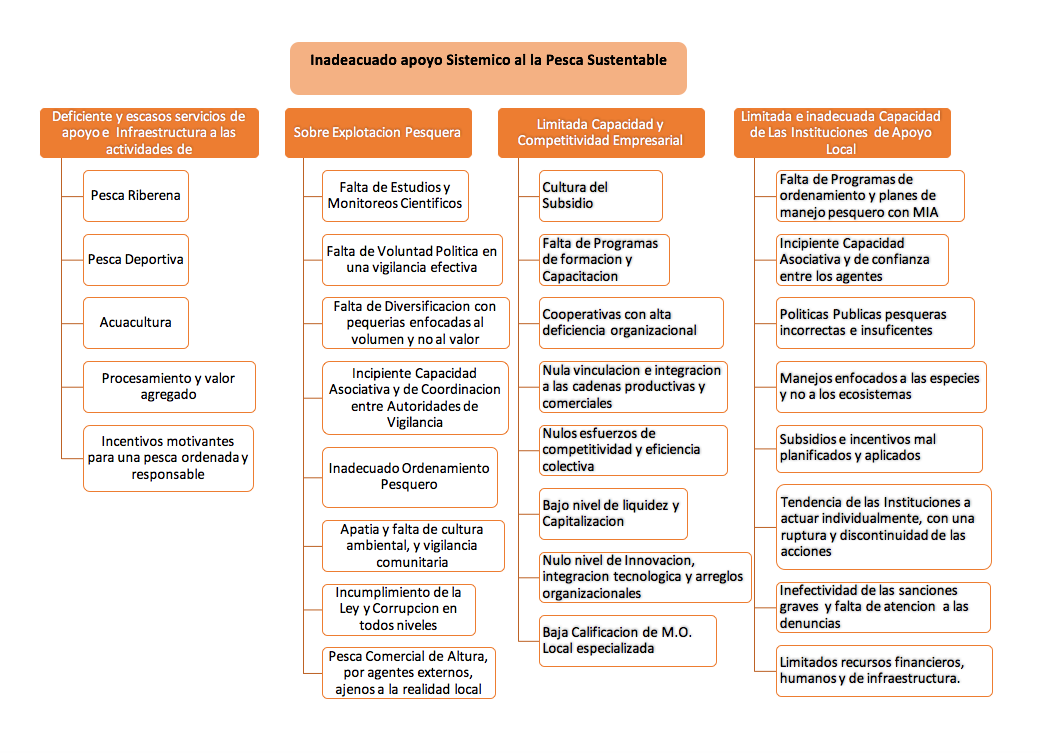 Inadeacuado apoyo Sistemico al la Pesca Sustentable
Deficiente y escasos servicios de
apoyo e Infraestructura a las
actividades de
Pesca Riberena
Pesca Deportiva
Acuacultura
Procesamiento y valor
agregado
Incentivos motivantes
para una pesca ordenada y
responsable
Sobre Explotacion Pesquera
Falta de Estudios y
Monitoreos Cientificos
Falta de Voluntad Politica en
una vigilancia efectiva
Falta de Diversificacion con
pequerias enfocadas al
volumen y no al valor
Incipiente Capacidad
Asociativa y de Coordinacion
entre Autoridades de
Vigilancia
Inadecuado Ordenamiento
Pesquero
Apatia y falta de cultura
ambiental, y vigilancia
comunitaria
Incumplimiento de la
Ley y Corrupcion en
todos niveles
Pesca Comercial de Altura,
por agentes externos,
ajenos a la realidad local
Limitada Capacidad y
Competitividad Empresarial
Cultura del
Subsidio
Falta de Programas
de formacion y
Capacitacion
Cooperativas con alta
deficiencia organizacional
Nula vinculacion e integracion
a las cadenas productivas y
comerciales
Nulos esfuerzos de
competitividad y eficiencia
colectiva
Bajo nivel de liquidez y
Capitalizacion
Nulo nivel de Innovacion,
integracion tecnologica y arreglos
organizacionales
Baja Calificacion de M.O.
Local especializada
Limitada e inadecuada Capacidad
de Las Instituciones de Apoyo
Local
Falta de Programas de
ordenamiento y planes de
manejo pesquero con MIA
Incipiente Capacidad
Asociativa y de confianza
entre los agentes
Politicas Publicas pesqueras
incorrectas e insuficentes
Manejos enfocados a las especies
y no a los ecosistemas
Subsidios e incentivos mal
planificados y aplicados
Tendencia de las Instituciones a
actuar individualmente, con una
ruptura y discontinuidad de las
acciones
Inefectividad de las sanciones
graves y falta de atencion a las
denuncias
Limitados recursos financieros,
humanos y de infraestructura.